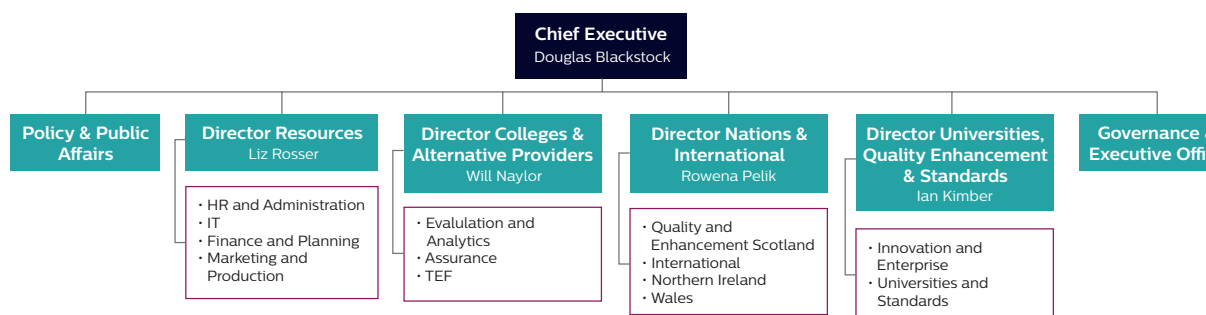 Chief Executive
Douglas Blackstock
Policy & Public
Affairs
Director Resources
Liz Rosser
· HR and Administration
· IT
· Finance and Planning
· Marketing and
Production
Director Colleges &
Alternative Providers
Will Naylor
· Evalulation and
Analytics
· Assurance
· TEF
Director Nations &
International
Rowena Pelik
· Quality and
Enhancement Scotland
· International
· Northern Ireland
· Wales
Director Universities,
Quality Enhancement
& Standards
Ian Kimber
· Innovation and
Enterprise
· Universities and
Standards
Governance
Executive